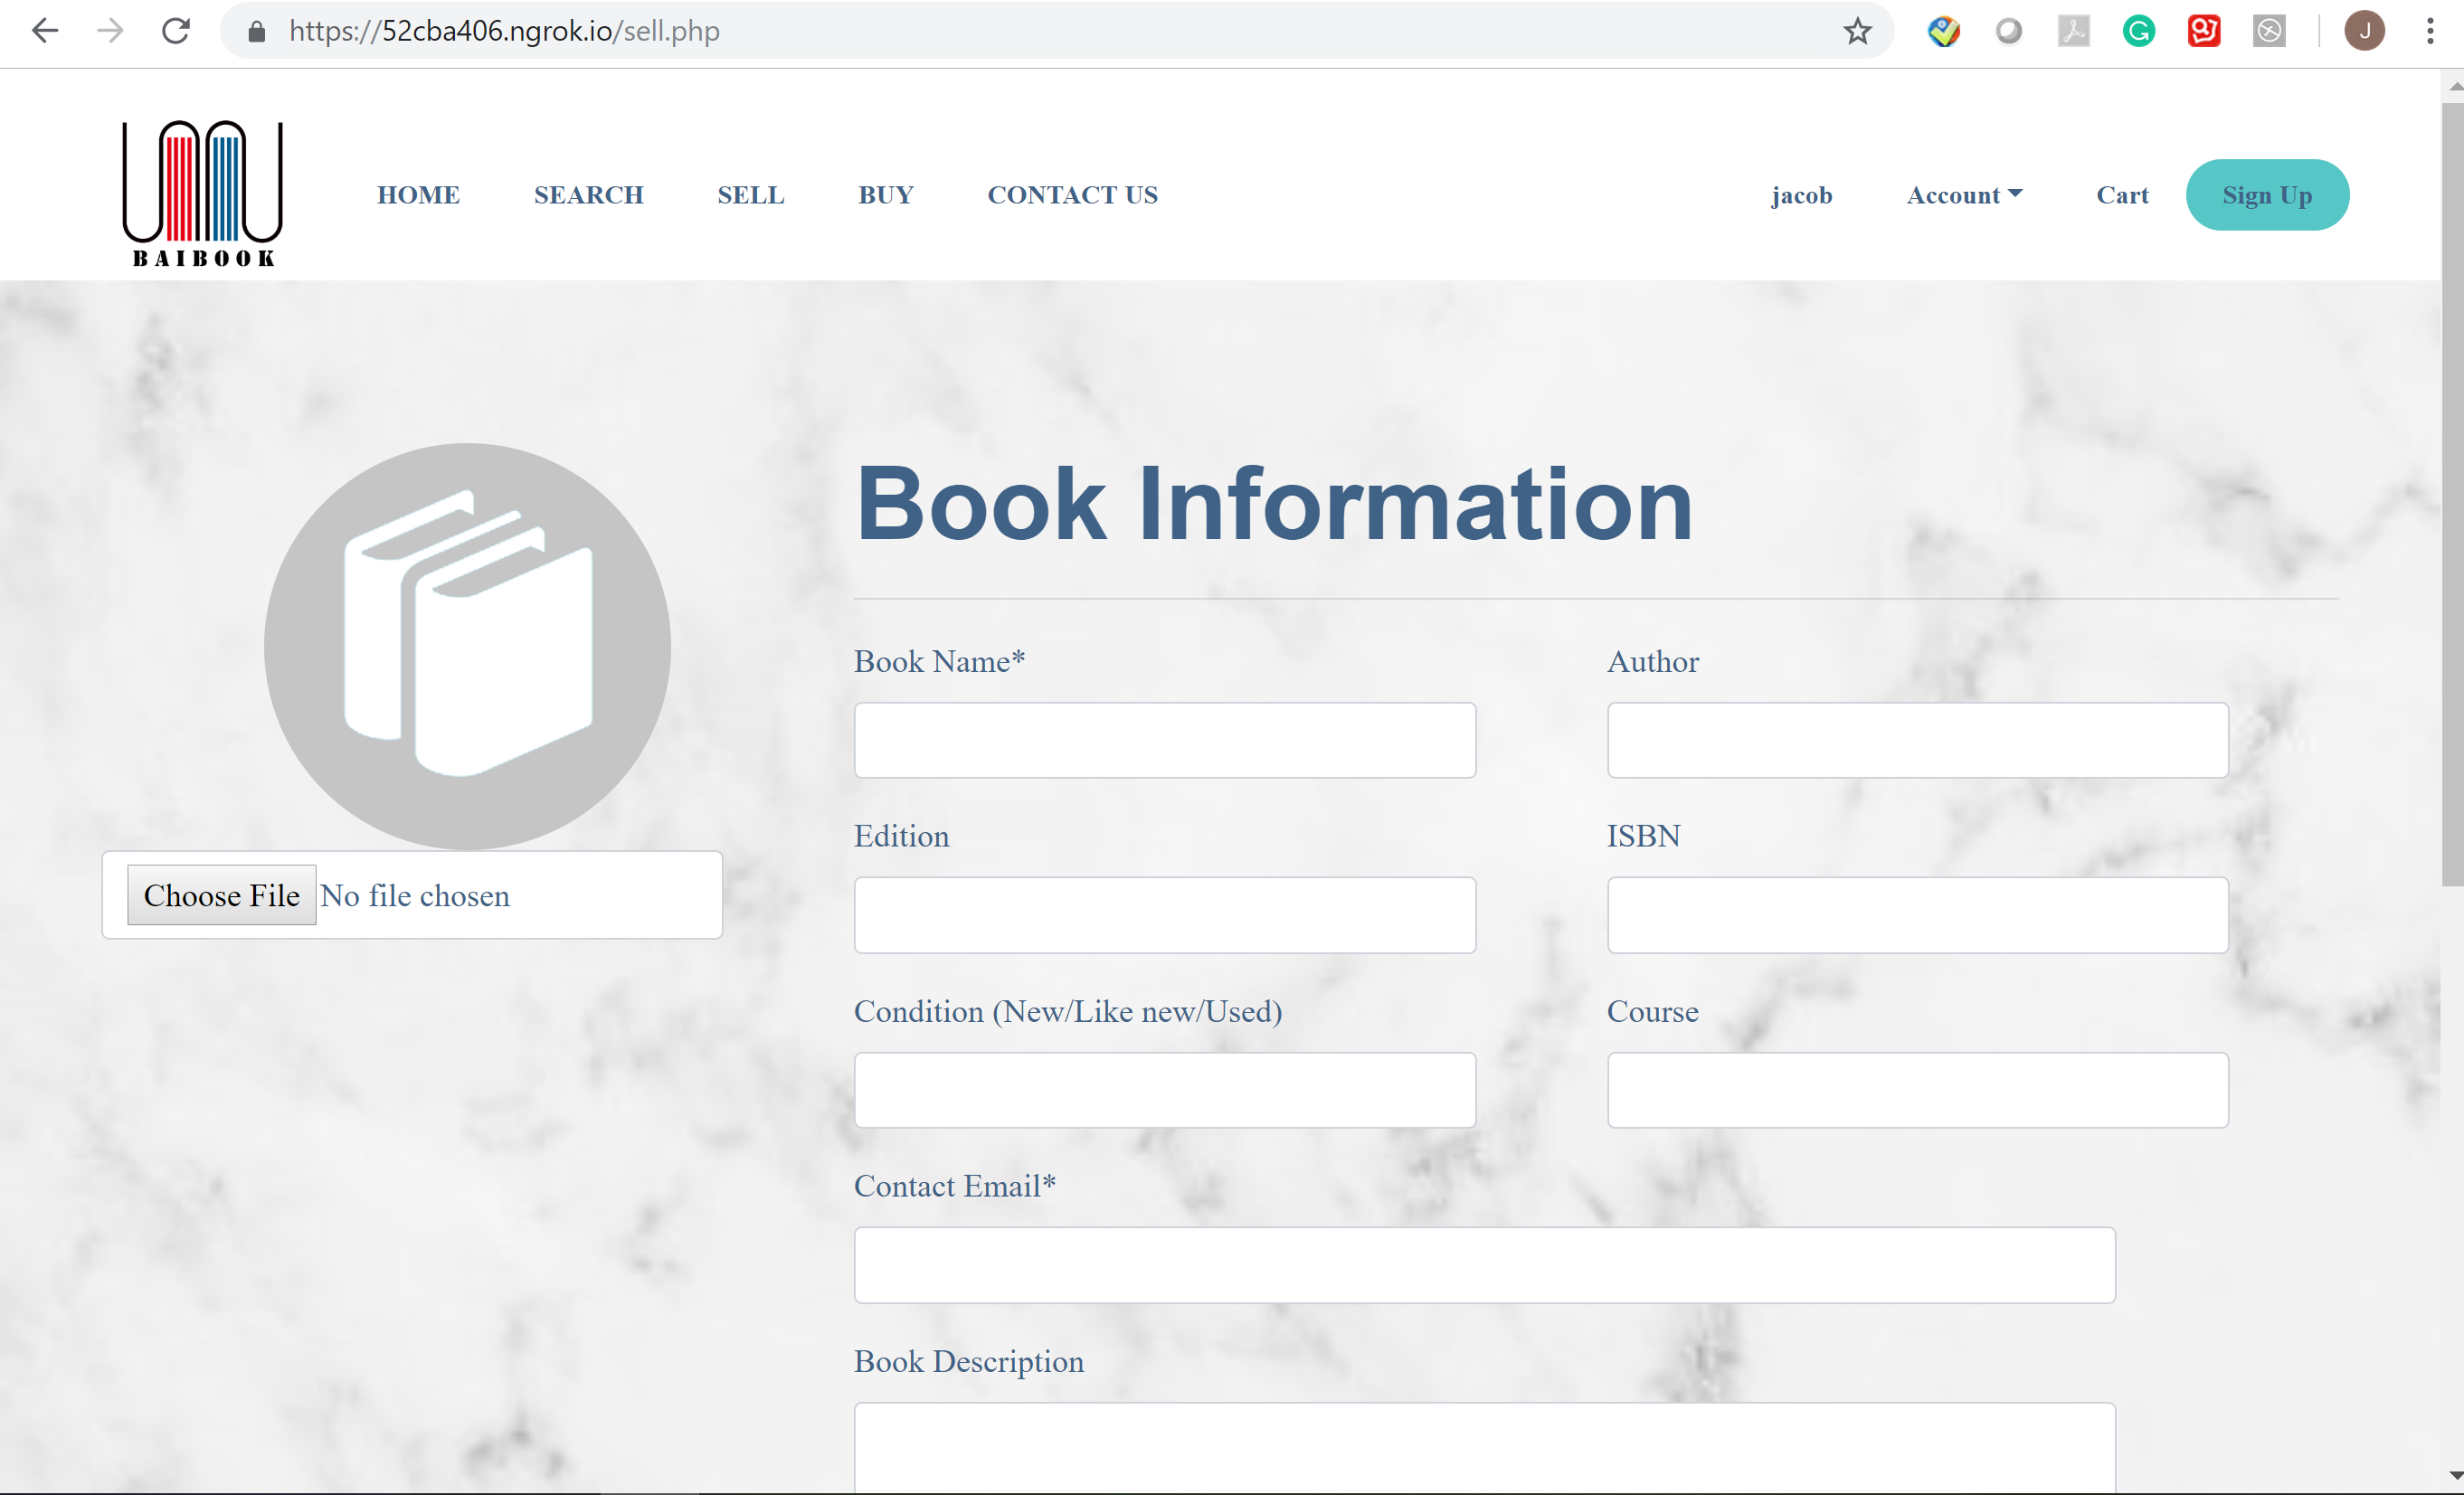 https://52cba406.ngrok.io/sell.php
J
BAIBOOK
HOME SEARCH SELL BUY CONTACT US jacob Account Cart Sign Up
Book Information
Book Name* Author
Edition ISBN
Choose File No file chosen
Condition (New/Like new/Used) Course
Contact Email*
Book Description